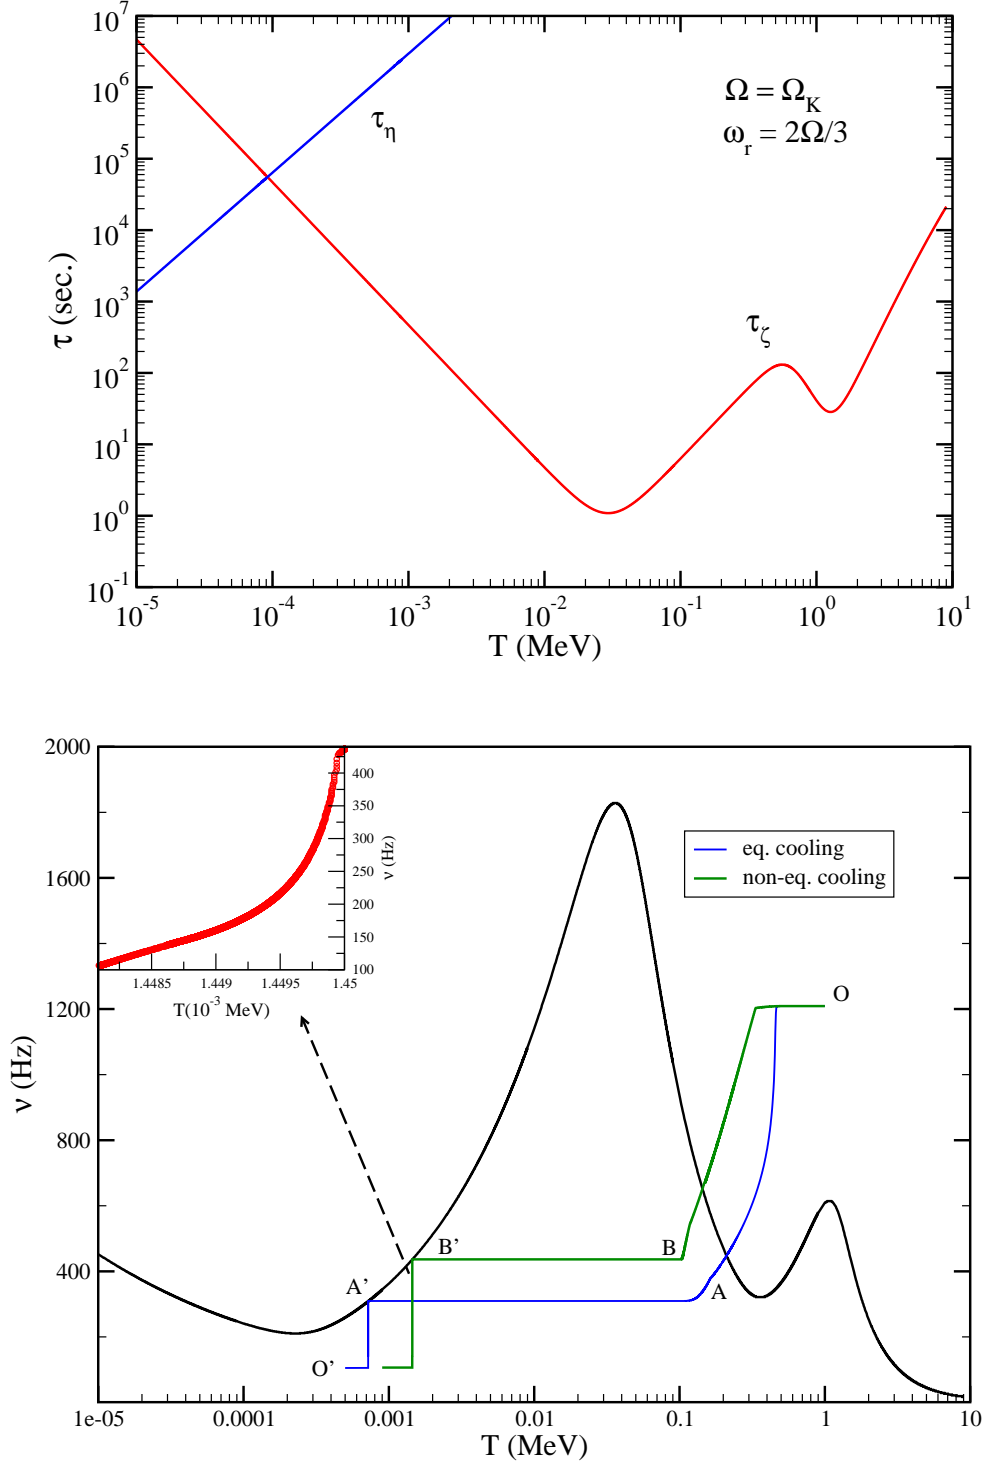 10^7
10^6
10^5
10^4
10^3
10^2
10^1
10^0
10^-1
τ (sec.)
Ω = Ω_K
ω_r = 2Ω/3
τ_η
τ_ζ
10^-5 10^-4 10^-3 10^-2 10^-1 10^0 10^1
T (MeV)
2000
1600
1200
800
400
ν (Hz)
400
350
300
250
200
150
100
ν (Hz)
1.4485 1.449 1.4495 1.45
T(10^-3 MeV)
eq. cooling
non-eq. cooling
O
B'
B
A'
A
O'
1e-05 0.0001 0.001 0.01 0.1 1 10
T (MeV)